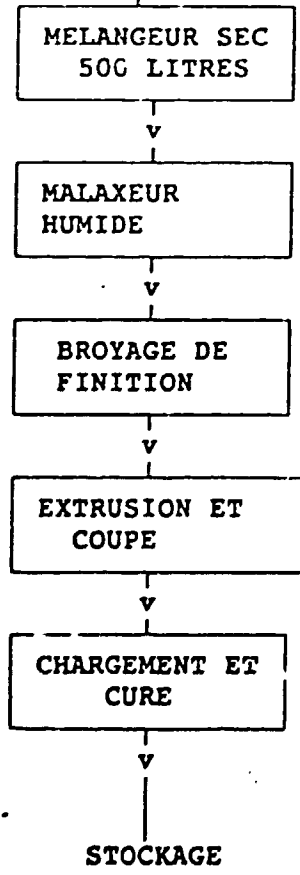 MELANGEUR SEC
500 LITRES
v
MALAXEUR
HUMIDE
v
BROYAGE DE
FINITION
v
EXTRUSION ET
COUPE
v
CHARGEMENT ET
CURE
v
STOCKAGE